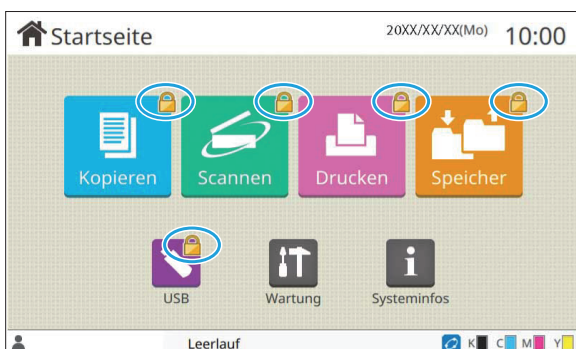 Startseite
20XX/XX/XX(Mo)
10:00
Kopieren
Scannen
Drucken
Speicher
USB
Wartung
Systeminfos
Leerlauf
K C M Y